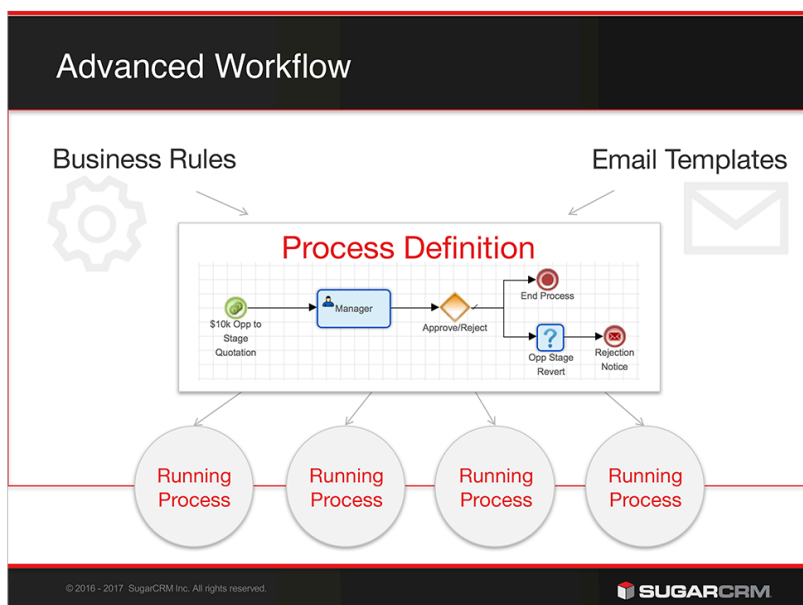 Advanced Workflow
Business Rules
Email Templates
Process Definition
$10k Opp to
Stage
Quotation
Manager
Approve/Reject
End Process
?
Opp Stage
Revert
Rejection
Notice
Running
Process
Running
Process
Running
Process
Running
Process
© 2016 - 2017 SugarCRM Inc. All rights reserved.
SUGARCRM